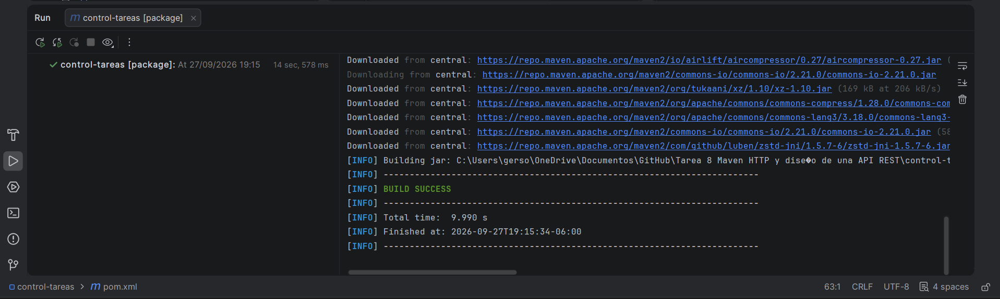 Run
control-tareas [package]
control-tareas [package]: At 27/09/2026 19:15 14 sec, 578 ms
Downloaded from central: https://repo.maven.apache.org/maven2/io/airlift/aircompressor/0.27/aircompressor-0.27.jar (
Downloading from central: https://repo.maven.apache.org/maven2/commons-io/commons-io/2.21.0/commons-io-2.21.0.jar
Downloaded from central: https://repo.maven.apache.org/maven2/org/tukaani/xz/1.10/xz-1.10.jar (169 kB at 206 kB/s)
Downloaded from central: https://repo.maven.apache.org/maven2/org/apache/commons/commons-compress/1.28.0/commons-com
Downloaded from central: https://repo.maven.apache.org/maven2/org/apache/commons/commons-lang3/3.18.0/commons-lang3-
Downloaded from central: https://repo.maven.apache.org/maven2/commons-io/commons-io/2.21.0/commons-io-2.21.0.jar (58
Downloaded from central: https://repo.maven.apache.org/maven2/com/github/luben/zstd-jni/1.5.7-6/zstd-jni-1.5.7-6.jar
[INFO] Building jar: C:\Users\gerso\OneDrive\Documentos\GitHub\Tarea 8 Maven HTTP y dise�o de una API REST\control-t
[INFO] ------------------------------------------------------------------------
[INFO] BUILD SUCCESS
[INFO] ------------------------------------------------------------------------
[INFO] Total time:  9.990 s
[INFO] Finished at: 2026-09-27T19:15:34-06:00
[INFO] ------------------------------------------------------------------------
control-tareas > m pom.xml
63:1 CRLF UTF-8 4 spaces